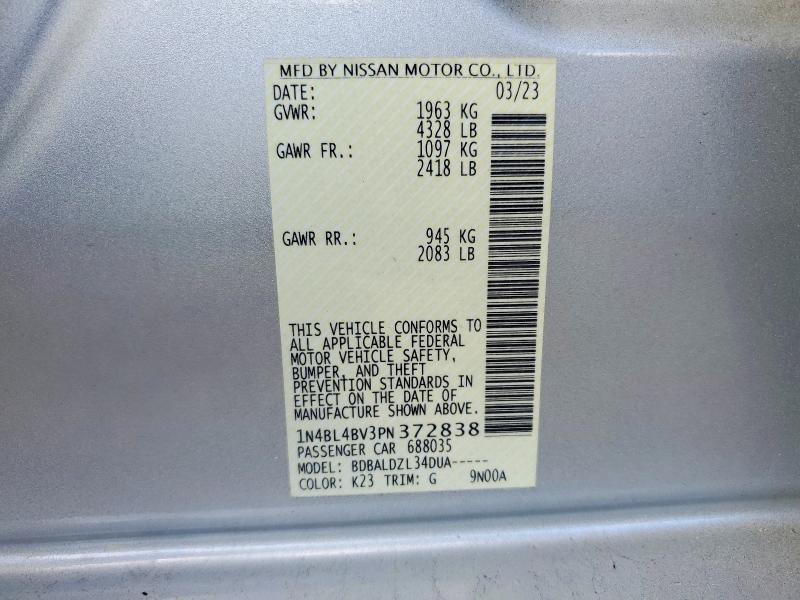 MFD BY NISSAN MOTOR CO., LTD.
DATE: 03/23
GVWR: 1963 KG
4328 LB
GAWR FR.: 1097 KG
2418 LB
GAWR RR.: 945 KG
2083 LB
THIS VEHICLE CONFORMS TO
ALL APPLICABLE FEDERAL
MOTOR VEHICLE SAFETY,
BUMPER, AND THEFT
PREVENTION STANDARDS IN
EFFECT ON THE DATE OF
MANUFACTURE SHOWN ABOVE.
1N4BL4BV3PN372838
PASSENGER CAR 688035
MODEL: BDBALDZL34DUA-----
COLOR: K23 TRIM: G 9N00A